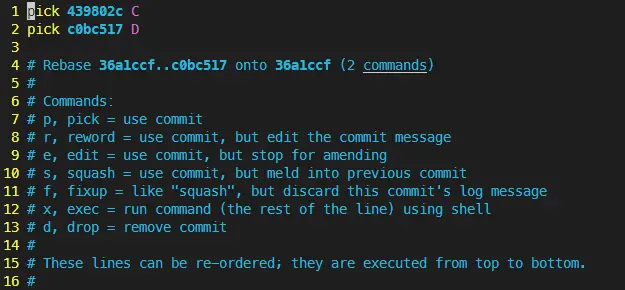 1 pick 439802c C
2 pick c0bc517 D
3
4 # Rebase 36a1ccf..c0bc517 onto 36a1ccf (2 commands)
5 #
6 # Commands:
7 # p, pick = use commit
8 # r, reword = use commit, but edit the commit message
9 # e, edit = use commit, but stop for amending
10 # s, squash = use commit, but meld into previous commit
11 # f, fixup = like "squash", but discard this commit's log message
12 # x, exec = run command (the rest of the line) using shell
13 # d, drop = remove commit
14 #
15 # These lines can be re-ordered; they are executed from top to bottom.
16 #